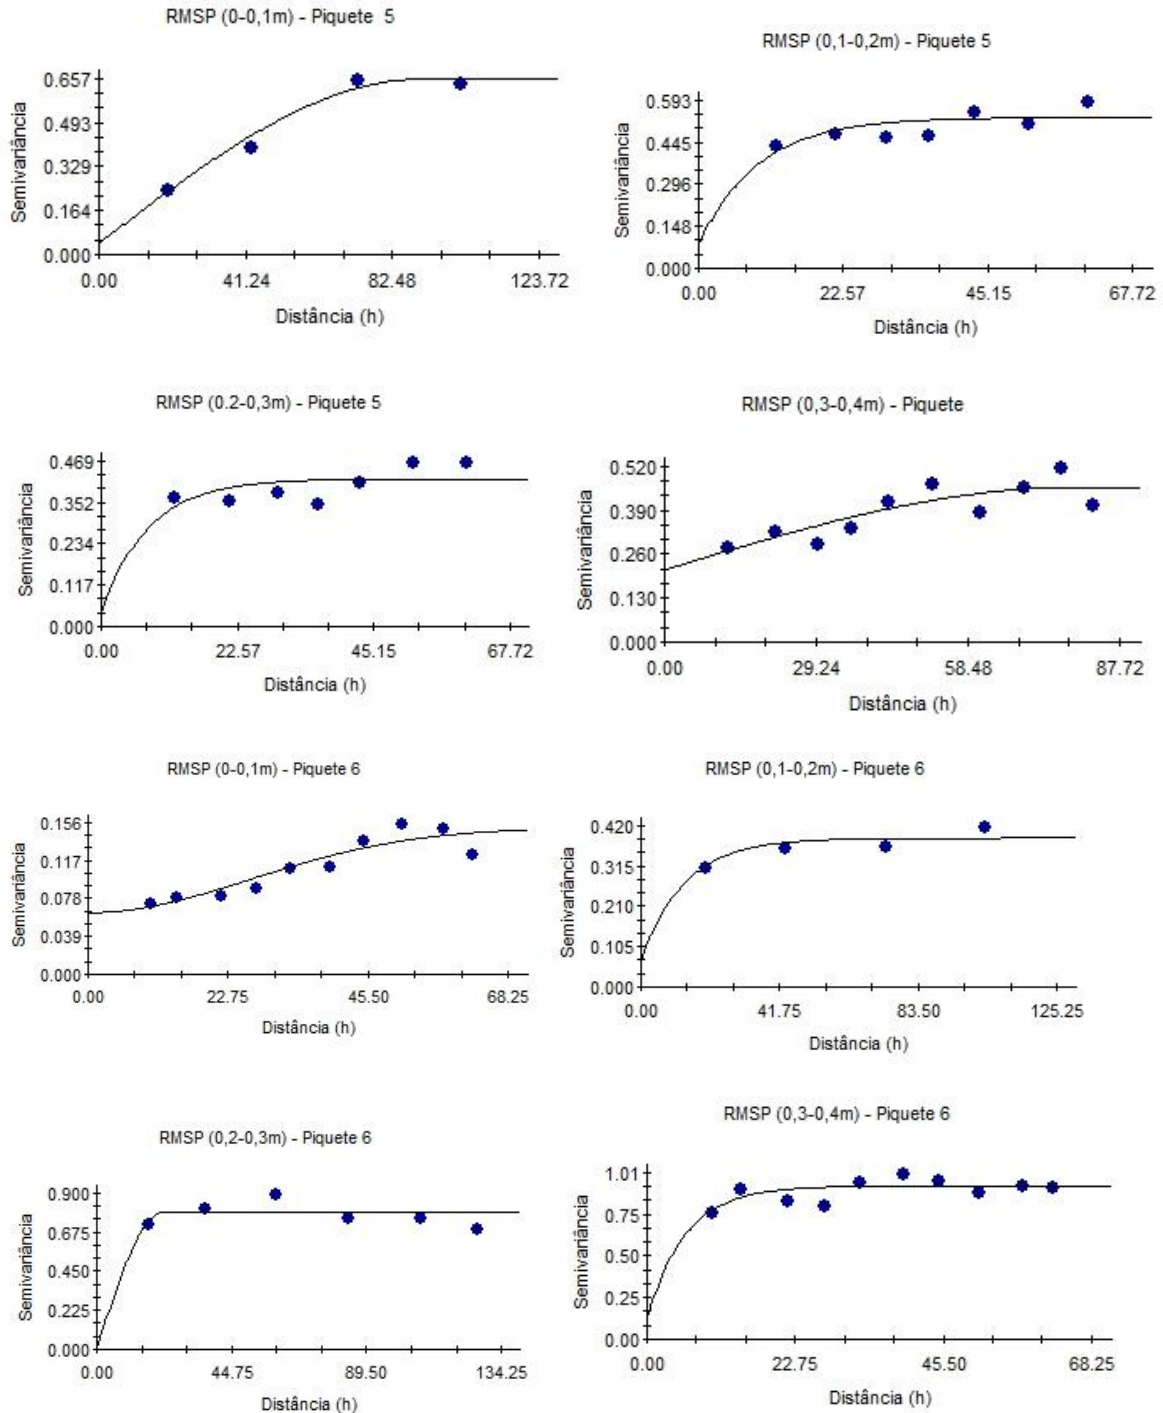 RMSP (0-0,1m) - Piquete 5
Semivariância
0.657
0.493
0.329
0.164
0.000
0.00 41.24 82.48 123.72
Distância (h)
RMSP (0,1-0,2m) - Piquete 5
Semivariância
0.593
0.445
0.296
0.148
0.000
0.00 22.57 45.15 67.72
Distância (h)
RMSP (0.2-0,3m) - Piquete 5
Semivariância
0.469
0.352
0.234
0.117
0.000
0.00 22.57 45.15 67.72
Distância (h)
RMSP (0,3-0,4m) - Piquete
Semivariância
0.520
0.390
0.260
0.130
0.000
0.00 29.24 58.48 87.72
Distância (h)
RMSP (0-0,1m) - Piquete 6
Semivariância
0.156
0.117
0.078
0.039
0.000
0.00 22.75 45.50 68.25
Distância (h)
RMSP (0,1-0,2m) - Piquete 6
Semivariância
0.420
0.315
0.210
0.105
0.000
0.00 41.75 83.50 125.25
Distância (h)
RMSP (0,2-0,3m) - Piquete 6
Semivariância
0.900
0.675
0.450
0.225
0.000
0.00 44.75 89.50 134.25
Distância (h)
RMSP (0,3-0,4m) - Piquete 6
Semivariância
1.01
0.75
0.50
0.25
0.00
0.00 22.75 45.50 68.25
Distância (h)